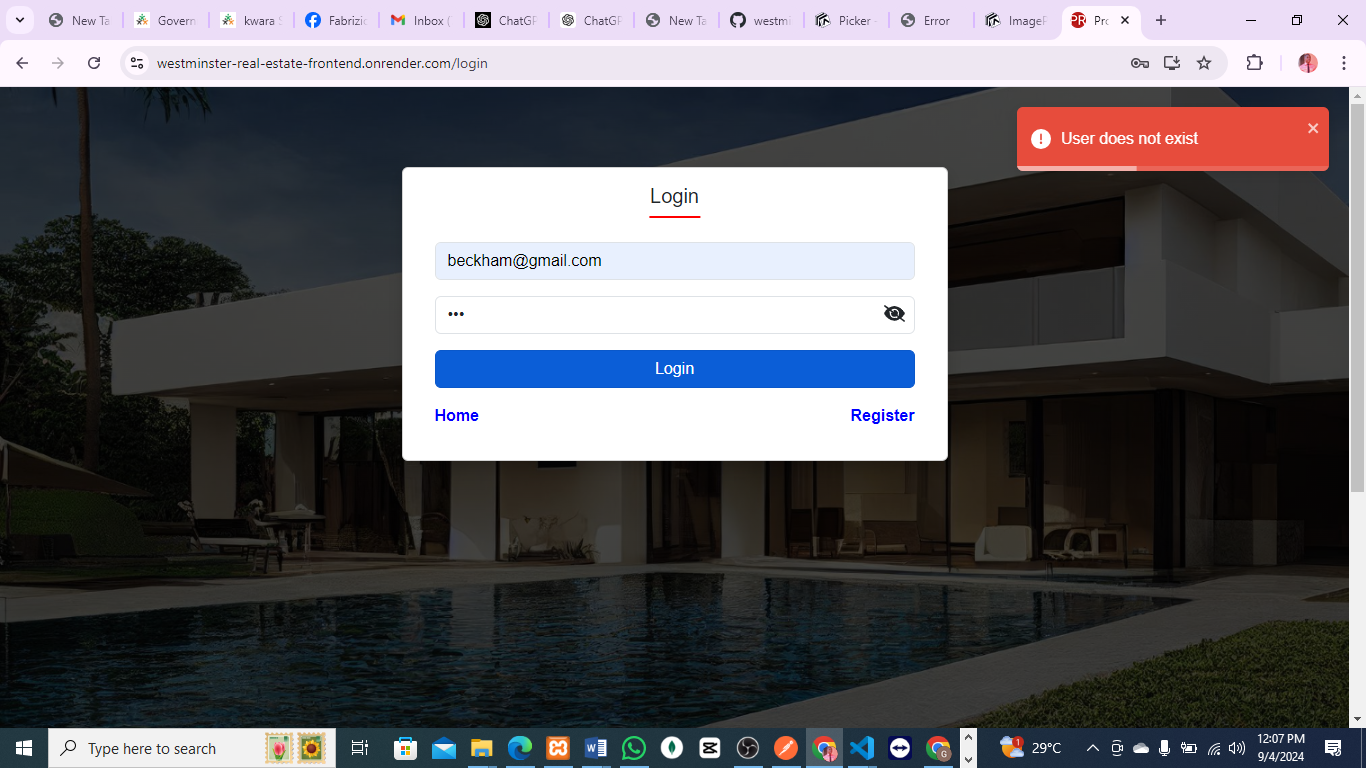 New Ta
Govern
kwara S
Fabrizio
Inbox (
ChatGP
ChatGP
New Ta
westmi
Picker -
Error
ImageP
PR
Pro
westminster-real-estate-frontend.onrender.com/login
User does not exist
Login
beckham@gmail.com
Login
Home
Register
Type here to search
29°C
12:07 PM
9/4/2024